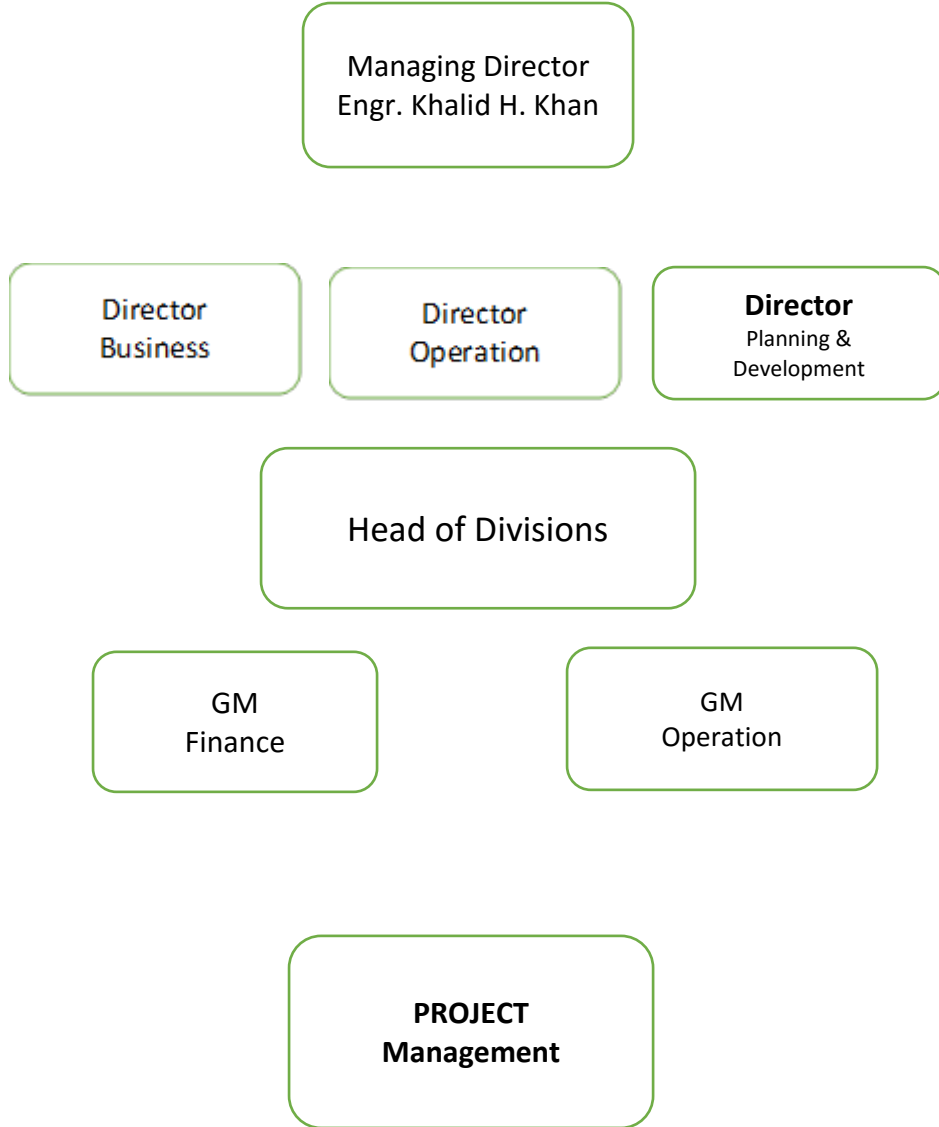 Managing Director
Engr. Khalid H. Khan
Director
Business
Director
Operation
Director
Planning &
Development
Head of Divisions
GM
Finance
GM
Operation
PROJECT
Management